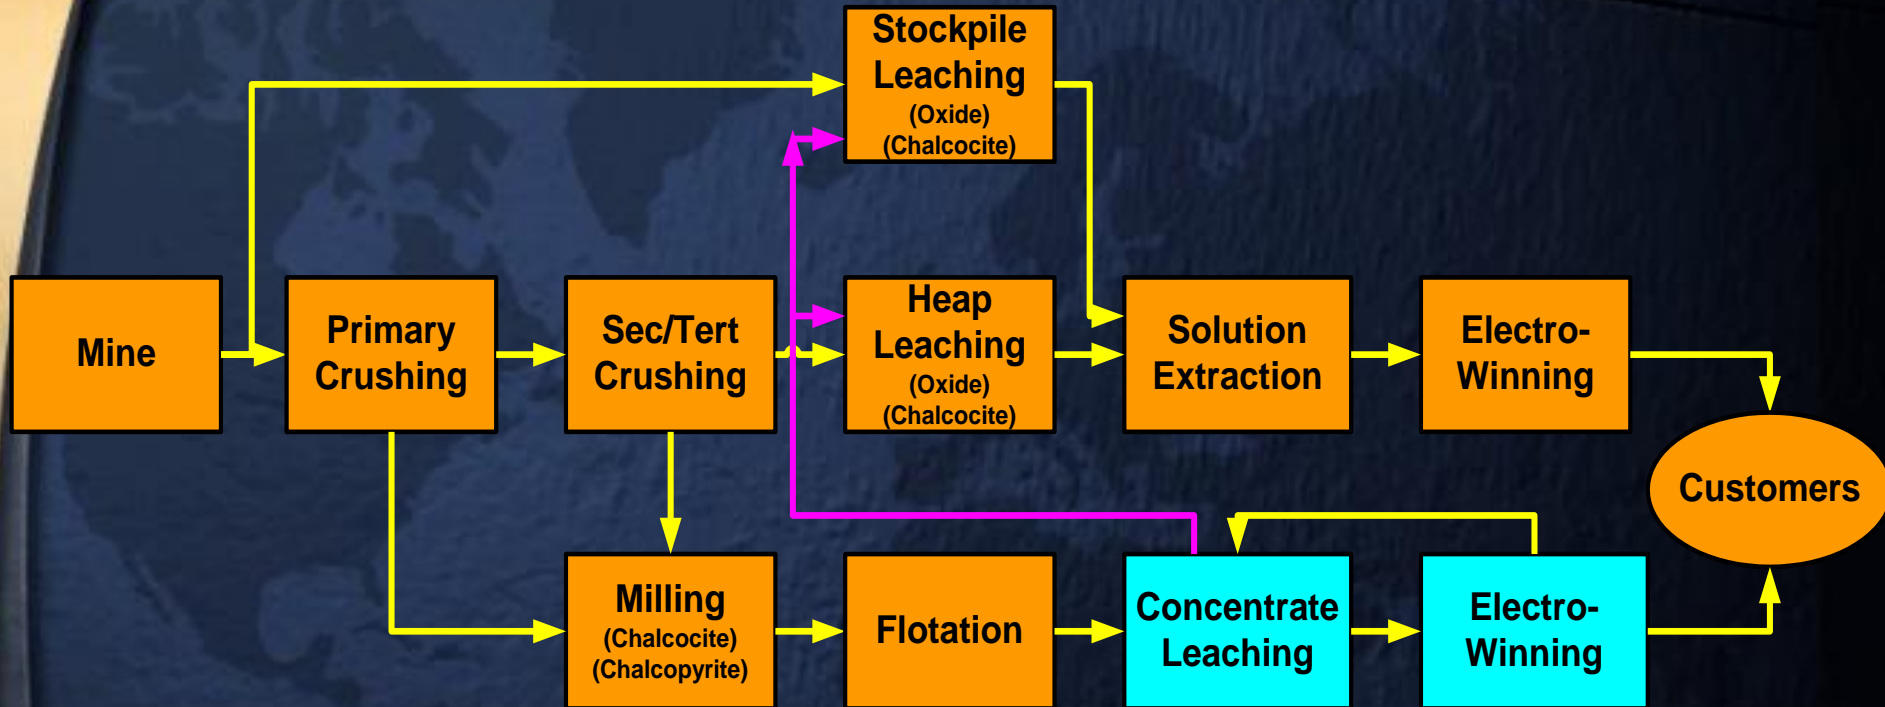 Stockpile
Leaching
(Oxide)
(Chalcocite)
Mine
Primary
Crushing
Sec/Tert
Crushing
Heap
Leaching
(Oxide)
(Chalcocite)
Solution
Extraction
Electro-
Winning
Customers
Milling
(Chalcocite)
(Chalcopyrite)
Flotation
Concentrate
Leaching
Electro-
Winning